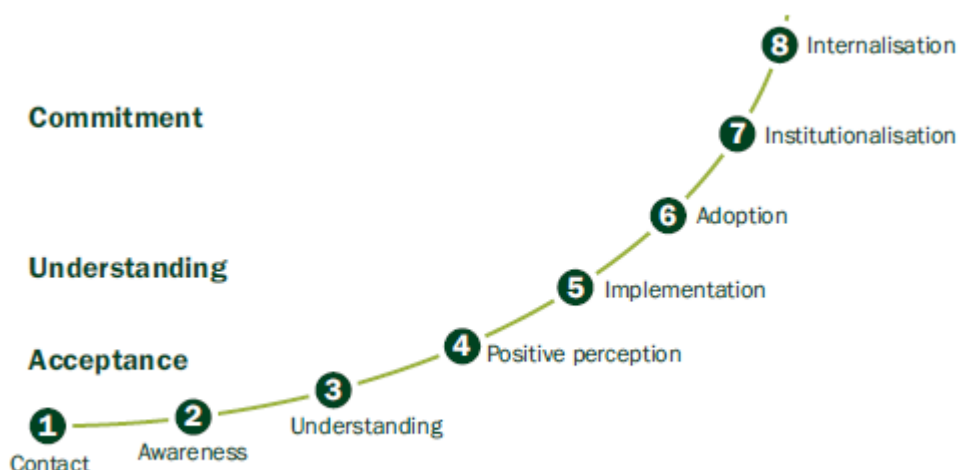 8 Internalisation
Commitment
7 Institutionalisation
6 Adoption
Understanding
5 Implementation
Acceptance
4 Positive perception
3
Understanding
2
Awareness
1
Contact